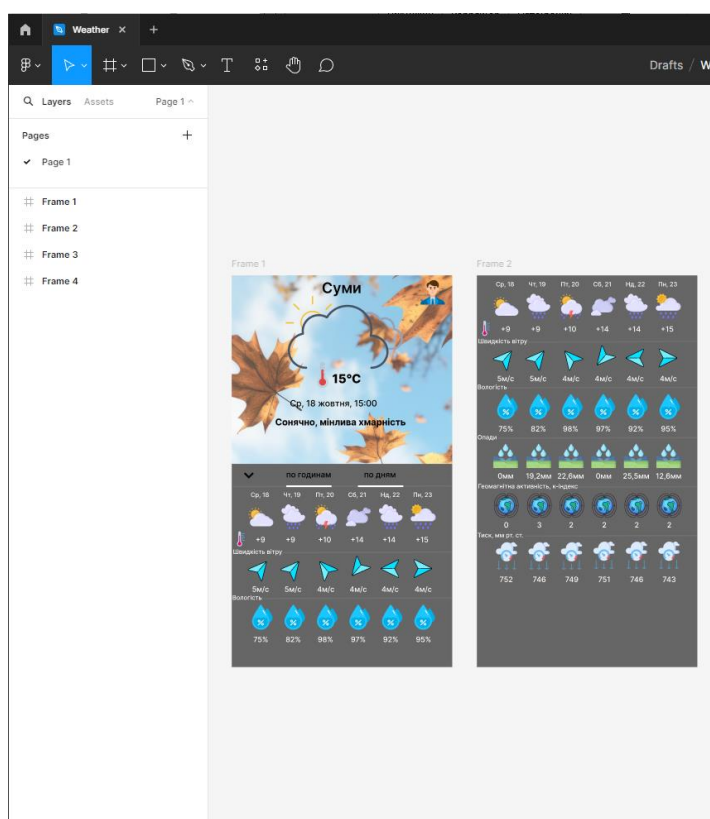 Weather
Drafts / W
Layers Assets Page 1
Pages
Page 1
Frame 1
Frame 2
Frame 3
Frame 4
Frame 1
Суми
15°C
Ср, 18 жовтня, 15:00
Сонячно, мінлива хмарність
по годинам по дням
Ср, 18 Чт, 19 Пт, 20 Сб, 21 Нд, 22 Пн, 23
+9 +9 +10 +14 +14 +15
Швидкість вітру
5м/с 5м/с 4м/с 4м/с 4м/с 4м/с
Вологість
75% 82% 98% 97% 92% 95%
Frame 2
Ср, 18 Чт, 19 Пт, 20 Сб, 21 Нд, 22 Пн, 23
+9 +9 +10 +14 +14 +15
Швидкість вітру
5м/с 5м/с 4м/с 4м/с 4м/с 4м/с
Вологість
75% 82% 98% 97% 92% 95%
Опади
0мм 19,2мм 22,6мм 0мм 25,5мм 12,6мм
Геомагнітна активність, к-індекс
0 3 2 2 2 2
Тиск, мм рт. ст.
752 746 749 751 746 743